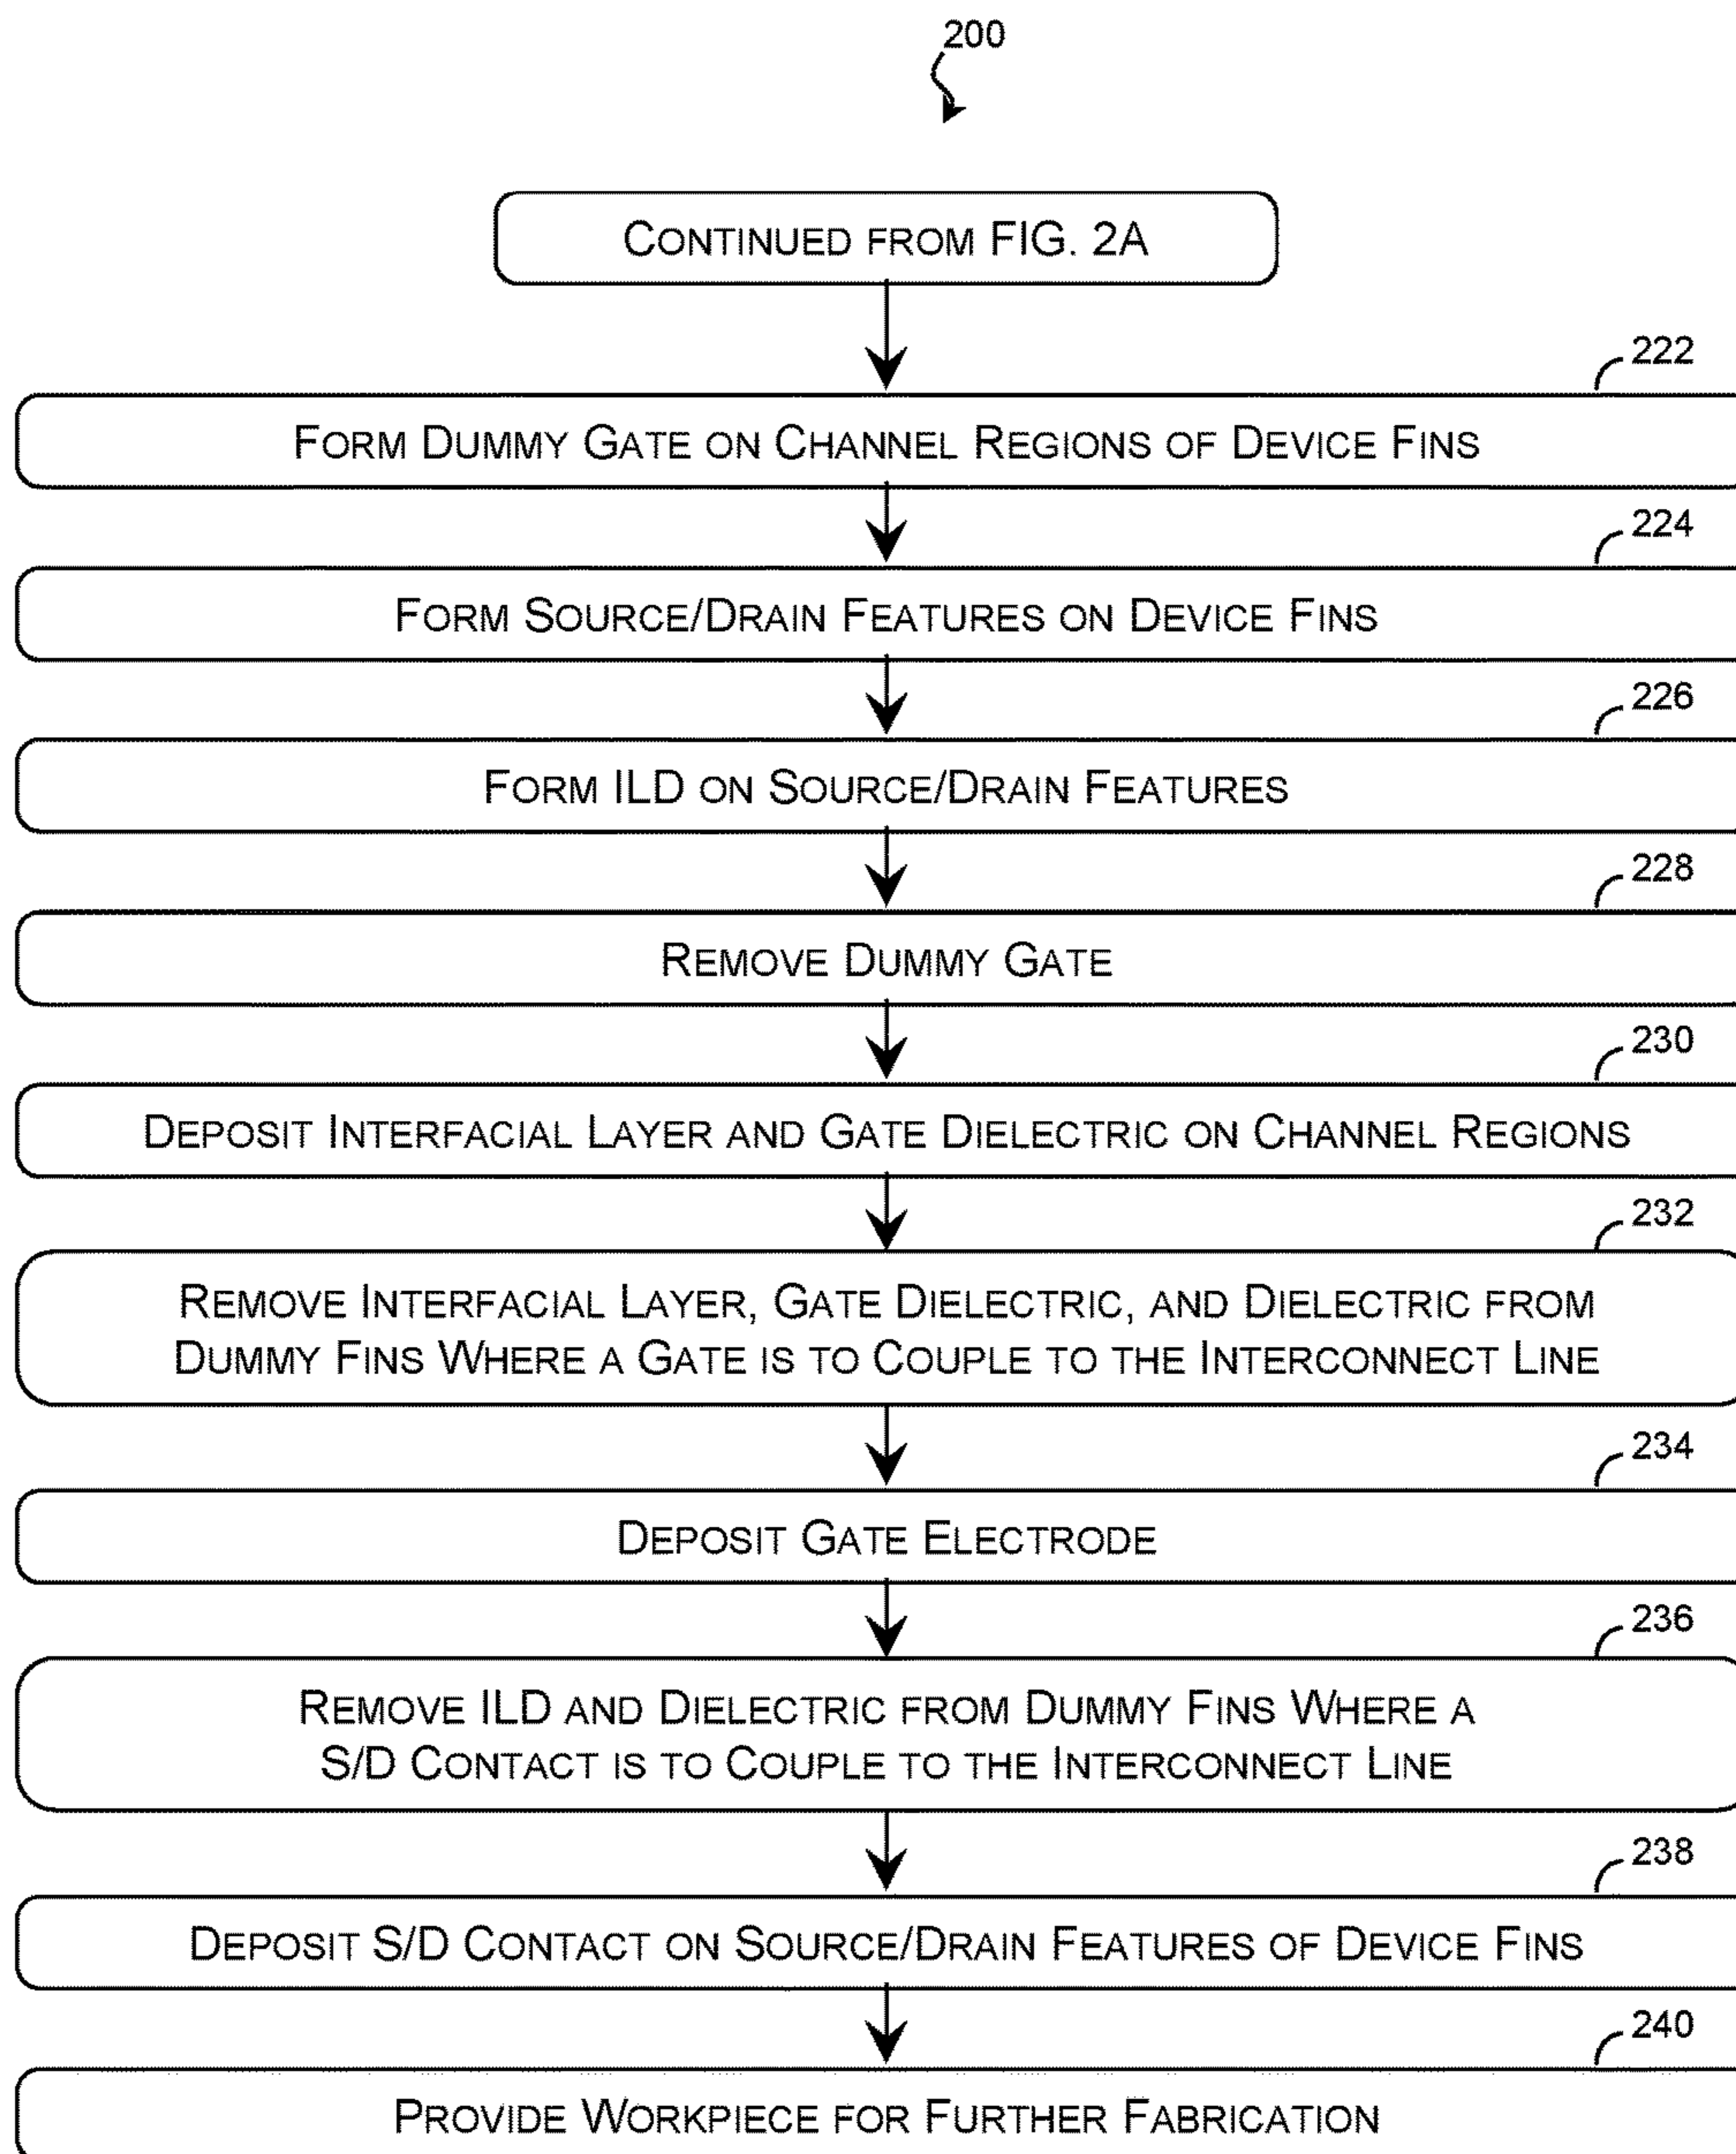 200
CONTINUED FROM FIG. 2A
222
FORM DUMMY GATE ON CHANNEL REGIONS OF DEVICE FINS
224
FORM SOURCE/DRAIN FEATURES ON DEVICE FINS
226
FORM ILD ON SOURCE/DRAIN FEATURES
228
REMOVE DUMMY GATE
230
DEPOSIT INTERFACIAL LAYER AND GATE DIELECTRIC ON CHANNEL REGIONS
232
REMOVE INTERFACIAL LAYER, GATE DIELECTRIC, AND DIELECTRIC FROM
DUMMY FINS WHERE A GATE IS TO COUPLE TO THE INTERCONNECT LINE
234
DEPOSIT GATE ELECTRODE
236
REMOVE ILD AND DIELECTRIC FROM DUMMY FINS WHERE A
S/D CONTACT IS TO COUPLE TO THE INTERCONNECT LINE
238
DEPOSIT S/D CONTACT ON SOURCE/DRAIN FEATURES OF DEVICE FINS
240
PROVIDE WORKPIECE FOR FURTHER FABRICATION